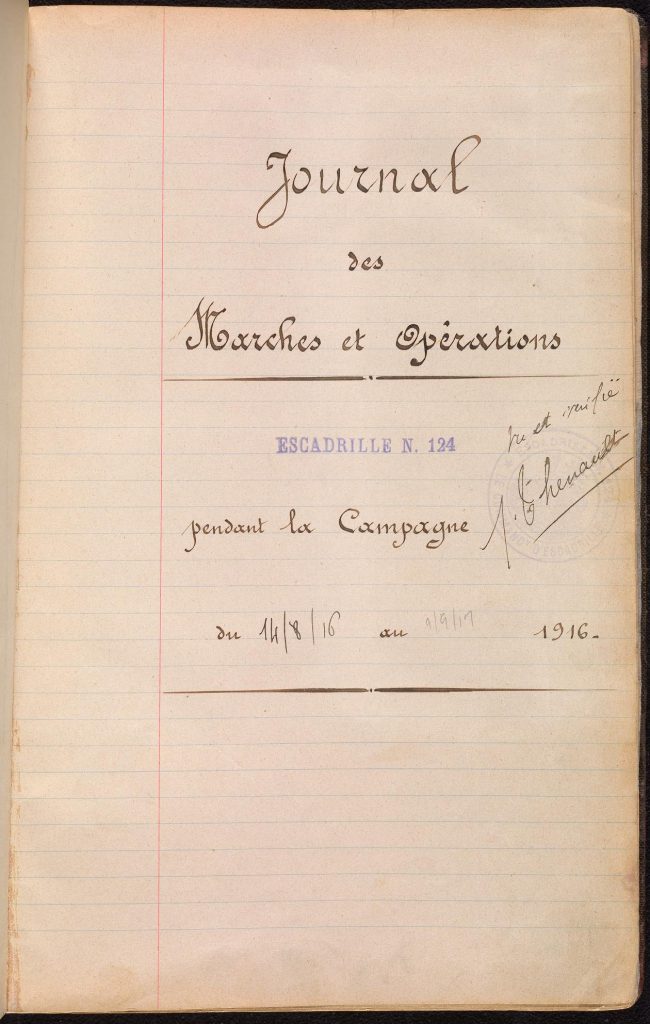 Journal
des
Marches et Opérations
ESCADRILLE N. 124
vu et vérifié
G. Thenault
pendant la Campagne
du 14/8/16 au 9/17 1916.